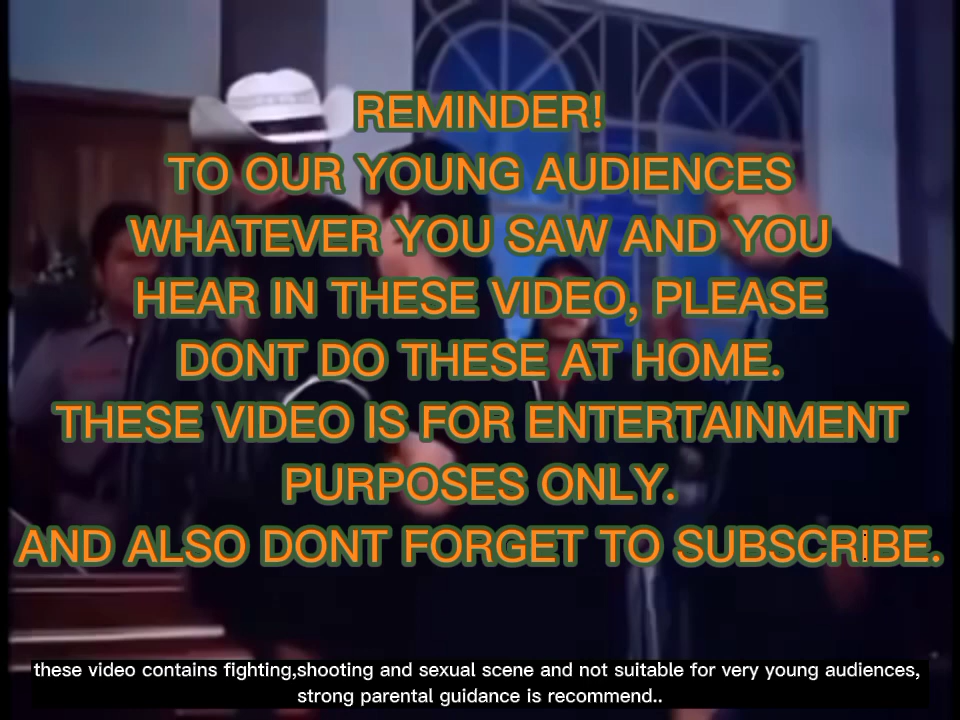 REMINDER!
TO OUR YOUNG AUDIENCES
WHATEVER YOU SAW AND YOU
HEAR IN THESE VIDEO, PLEASE
DONT DO THESE AT HOME.
THESE VIDEO IS FOR ENTERTAINMENT
PURPOSES ONLY.
AND ALSO DONT FORGET TO SUBSCRIBE.
these video contains fighting,shooting and sexual scene and not suitable for very young audiences,
strong parental guidance is recommend..